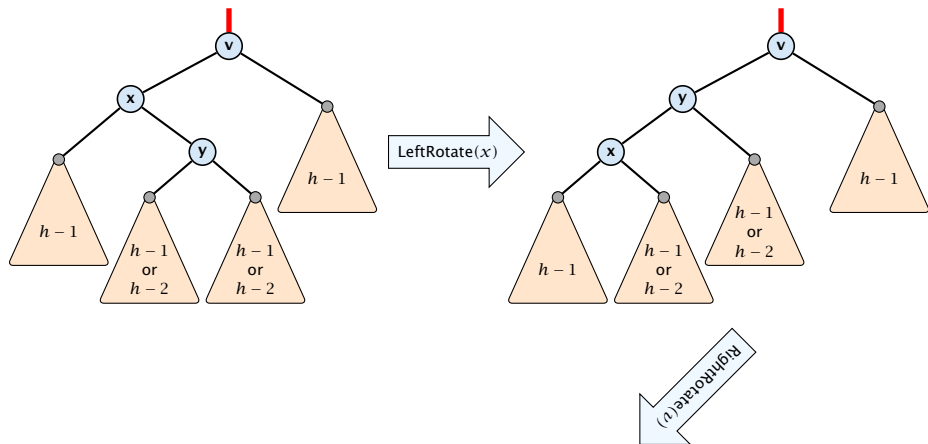 v
x
y
h − 1
h − 1
h − 1
or
h − 2
h − 1
or
h − 2
LeftRotate(x)
v
y
x
h − 1
h − 1
or
h − 2
h − 1
h − 1
or
h − 2
RightRotate(v)